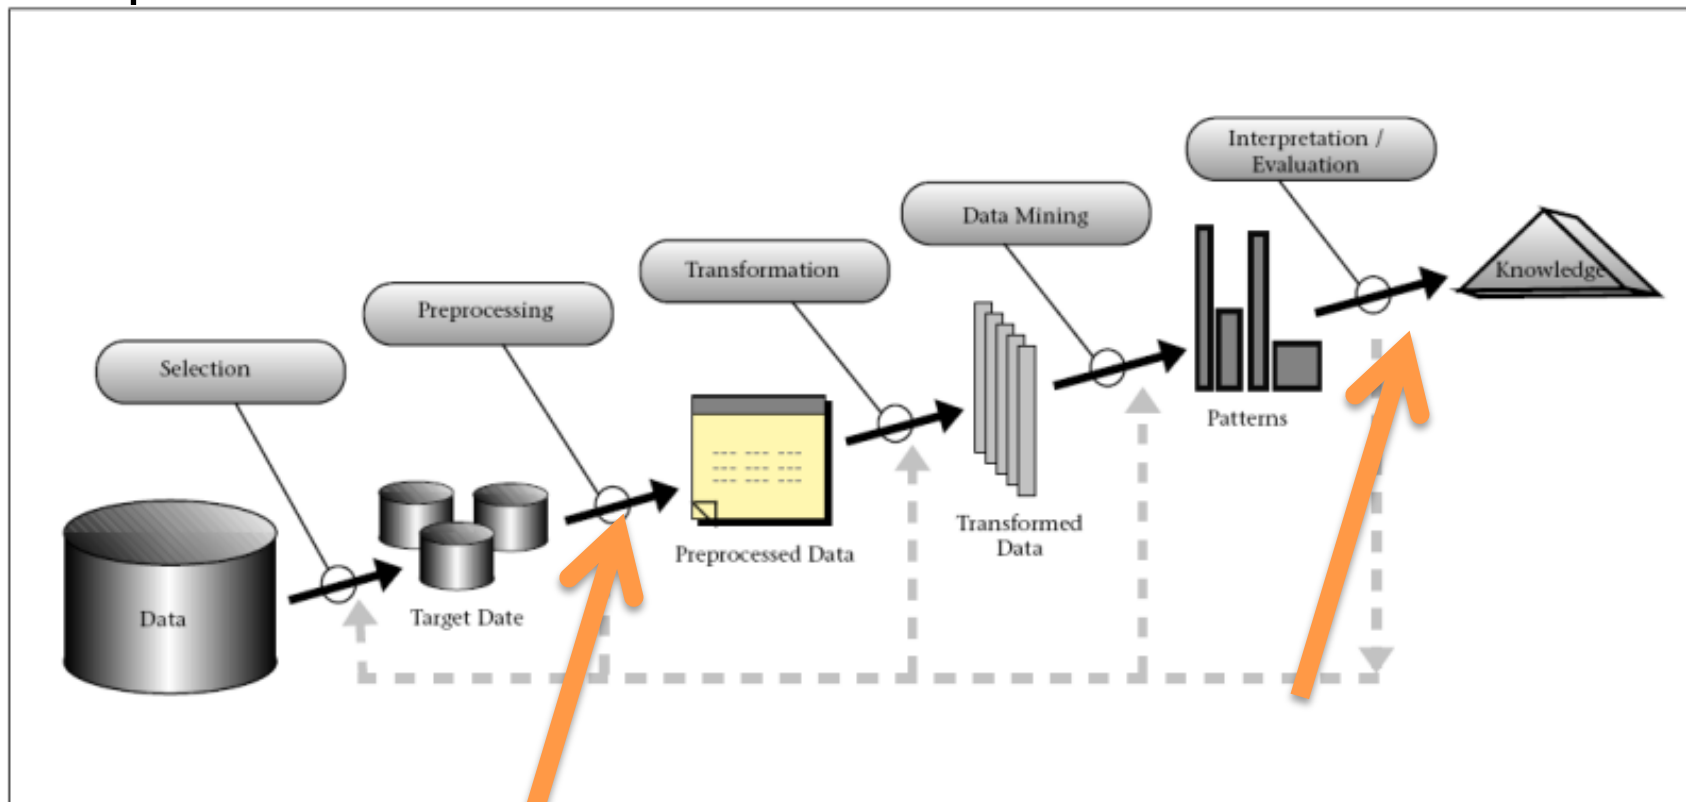 Interpretation /
Evaluation
Data Mining
Transformation
Preprocessing
Selection
Knowledge
Patterns
Transformed
Data
Preprocessed Data
Target Date
Data